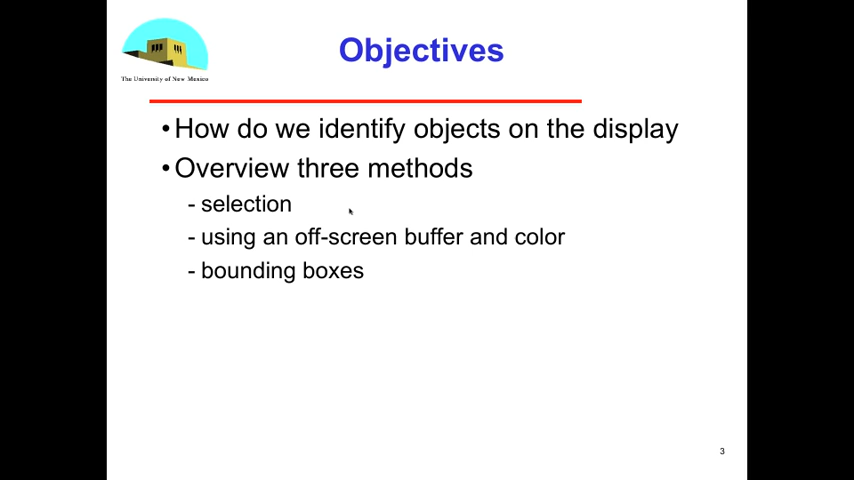 Objectives
The University of New Mexico
•How do we identify objects on the display
•Overview three methods
- selection
- using an off-screen buffer and color
- bounding boxes
3